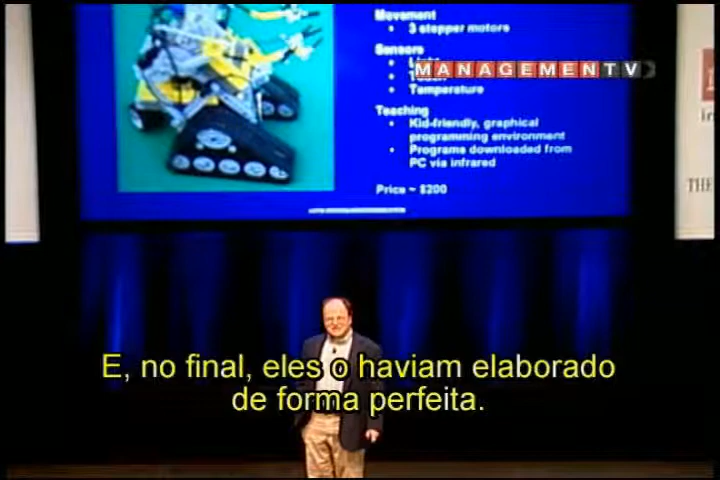 Movement
• 3 stepper motors
Sensors
MANAGEMENTV
• Temperature
Teaching
• Kid-friendly, graphical
programming environment
• Programs downloaded from
PC via infrared
Price ~ $200
THE
E, no final, eles o haviam elaborado
de forma perfeita.